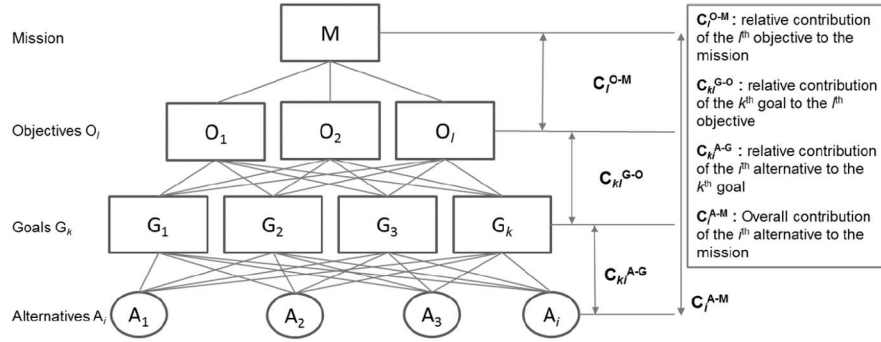 Mission
M
C_l^O-M
Objectives O_l
O_1 O_2 O_l
C_kl^G-O
Goals G_k
G_1 G_2 G_3 G_k
C_ki^A-G
Alternatives A_i
A_1 A_2 A_3 A_i
C_i^A-M
C_l^O-M : relative contribution
of the l^th objective to the
mission
C_kl^G-O : relative contribution
of the k^th goal to the l^th
objective
C_ki^A-G : relative contribution
of the i^th alternative to the
k^th goal
C_i^A-M : Overall contribution
of the i^th alternative to the
mission